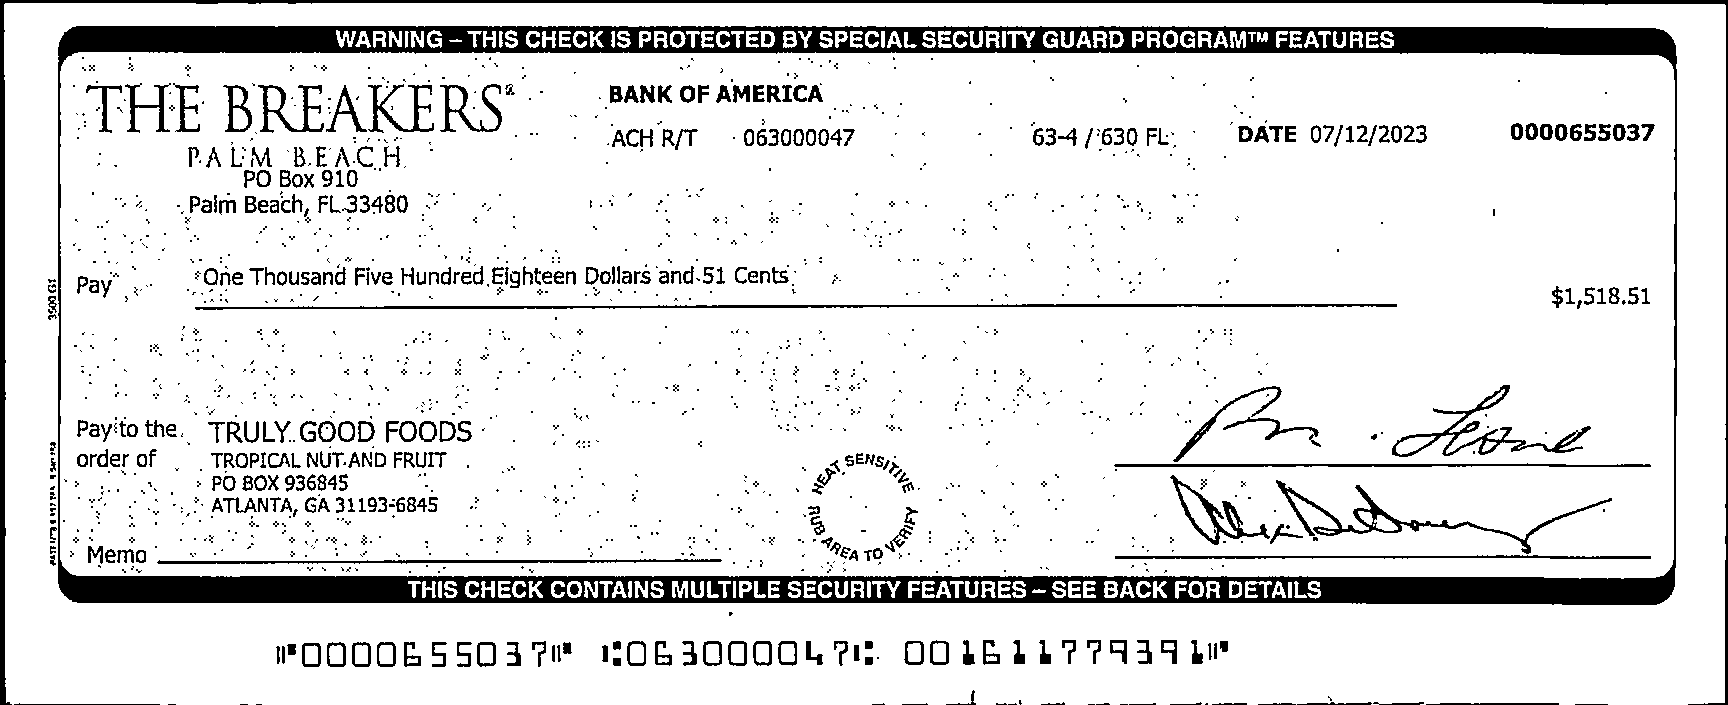 WARNING – THIS CHECK IS PROTECTED BY SPECIAL SECURITY GUARD PROGRAM™ FEATURES
THE BREAKERS®
PALM BEACH
PO Box 910
Palm Beach, FL 33480
BANK OF AMERICA
ACH R/T 063000047
63-4 / 630 FL
DATE 07/12/2023
0000655037
Pay One Thousand Five Hundred Eighteen Dollars and 51 Cents
$1,518.51
Pay to the order of
TRULY GOOD FOODS
TROPICAL NUT AND FRUIT
PO BOX 936845
ATLANTA, GA 31193-6845
HEAT SENSITIVE
RUB AREA TO VERIFY
Memo
THIS CHECK CONTAINS MULTIPLE SECURITY FEATURES – SEE BACK FOR DETAILS
⑈0000655037⑈ ⑆063000047⑆ 001611779391⑈